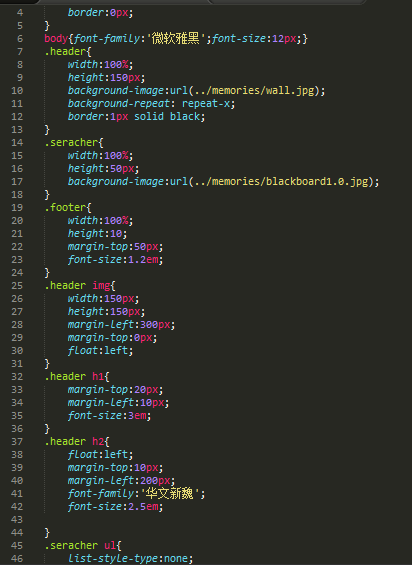 4 border:0px;
5 }
6 body{font-family:'微软雅黑';font-size:12px;}
7 .header{
8 width:100%;
9 height:150px;
10 background-image:url(../memories/wall.jpg);
11 background-repeat: repeat-x;
12 border:1px solid black;
13 }
14 .seracher{
15 width:100%;
16 height:50px;
17 background-image:url(../memories/blackboard1.0.jpg);
18 }
19 .footer{
20 width:100%;
21 height:10;
22 margin-top:50px;
23 font-size:1.2em;
24 }
25 .header img{
26 width:150px;
27 height:150px;
28 margin-left:300px;
29 margin-top:0px;
30 float:left;
31 }
32 .header h1{
33 margin-top:20px;
34 margin-left:10px;
35 font-size:3em;
36 }
37 .header h2{
38 float:left;
39 margin-top:10px;
40 margin-left:200px;
41 font-family:'华文新魏';
42 font-size:2.5em;
43
44 }
45 .seracher ul{
46 list-style-type:none;